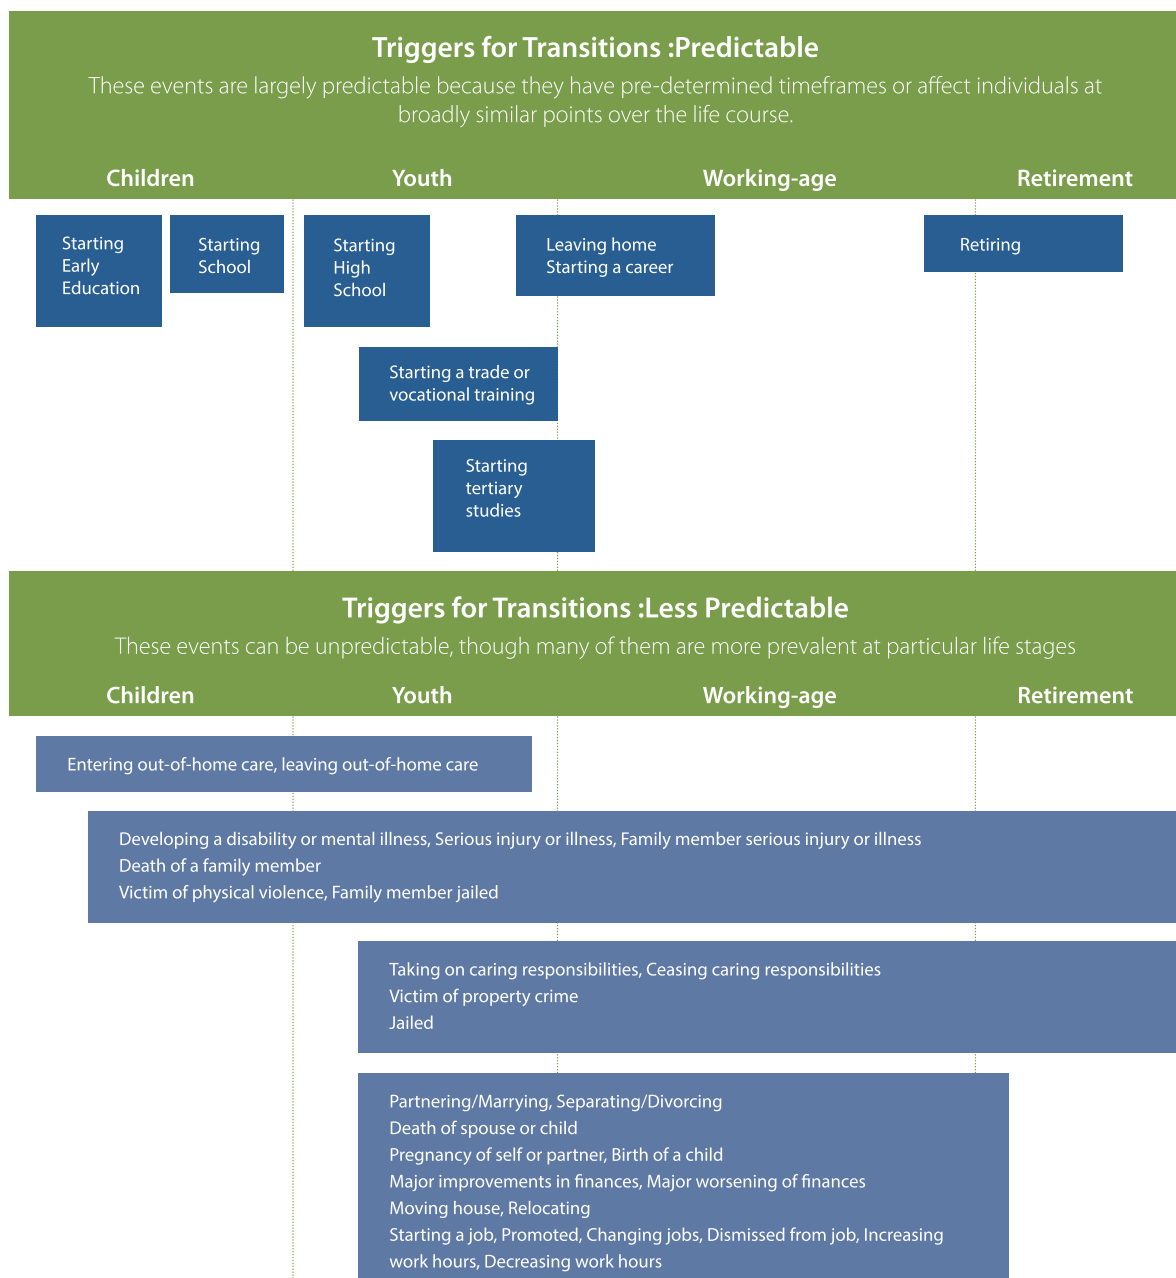 Triggers for Transitions :Predictable
These events are largely predictable because they have pre-determined timeframes or affect individuals at
broadly similar points over the life course.
Children Youth Working-age Retirement
Starting
Early
Education
Starting
School
Starting
High
School
Leaving home
Starting a career
Retiring
Starting a trade or
vocational training
Starting
tertiary
studies
Triggers for Transitions :Less Predictable
These events can be unpredictable, though many of them are more prevalent at particular life stages
Children Youth Working-age Retirement
Entering out-of-home care, leaving out-of-home care
Developing a disability or mental illness, Serious injury or illness, Family member serious injury or illness
Death of a family member
Victim of physical violence, Family member jailed
Taking on caring responsibilities, Ceasing caring responsibilities
Victim of property crime
Jailed
Partnering/Marrying, Separating/Divorcing
Death of spouse or child
Pregnancy of self or partner, Birth of a child
Major improvements in finances, Major worsening of finances
Moving house, Relocating
Starting a job, Promoted, Changing jobs, Dismissed from job, Increasing
work hours, Decreasing work hours